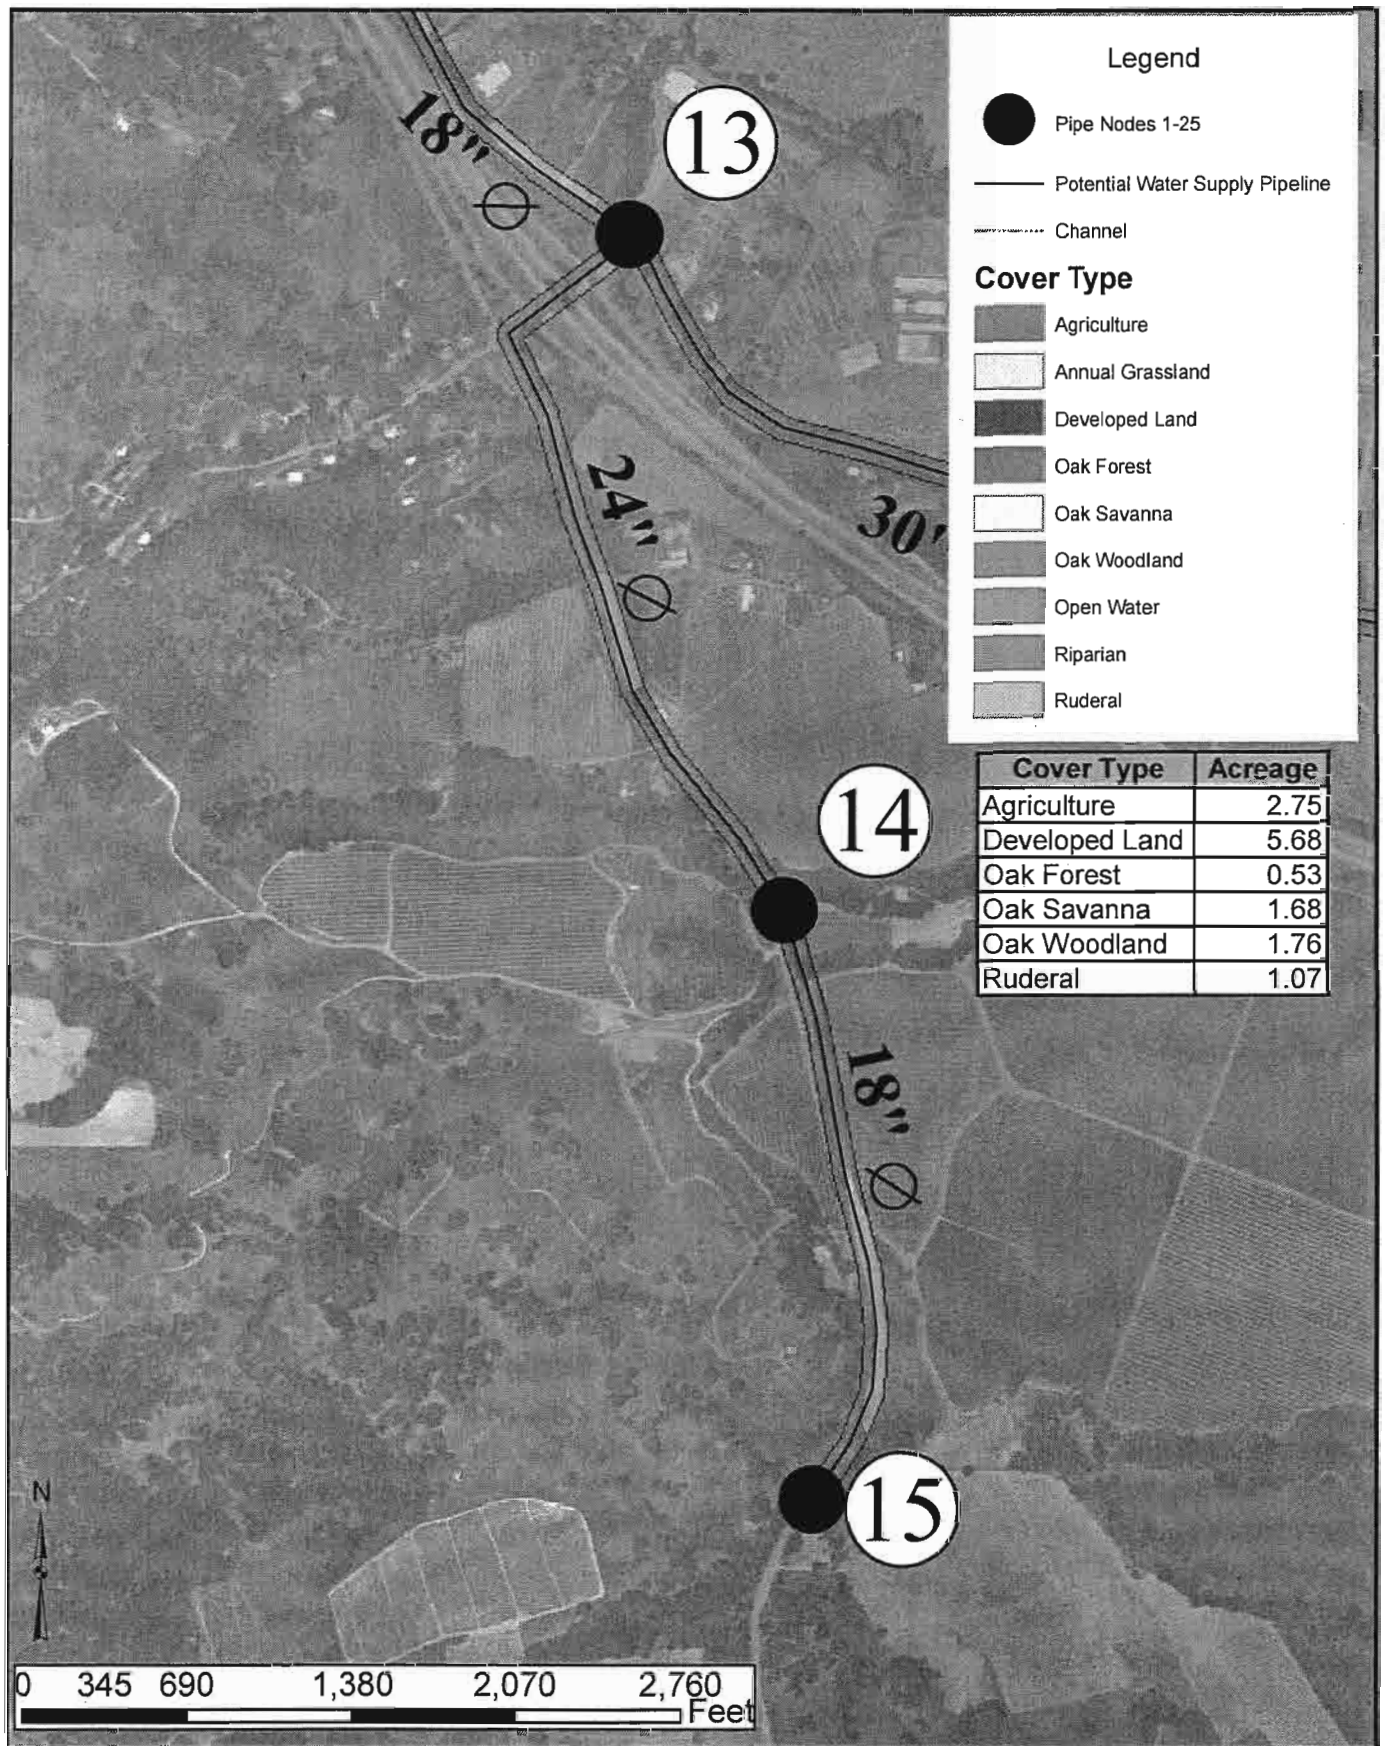 Legend
Pipe Nodes 1-25
Potential Water Supply Pipeline
Channel
Cover Type
Agriculture
Annual Grassland
Developed Land
Oak Forest
Oak Savanna
Oak Woodland
Open Water
Riparian
Ruderal
18" ∅
13
24" ∅
30"
14
18" ∅
15
Cover Type Acreage
Agriculture 2.75
Developed Land 5.68
Oak Forest 0.53
Oak Savanna 1.68
Oak Woodland 1.76
Ruderal 1.07
N
0 345 690 1,380 2,070 2,760
Feet